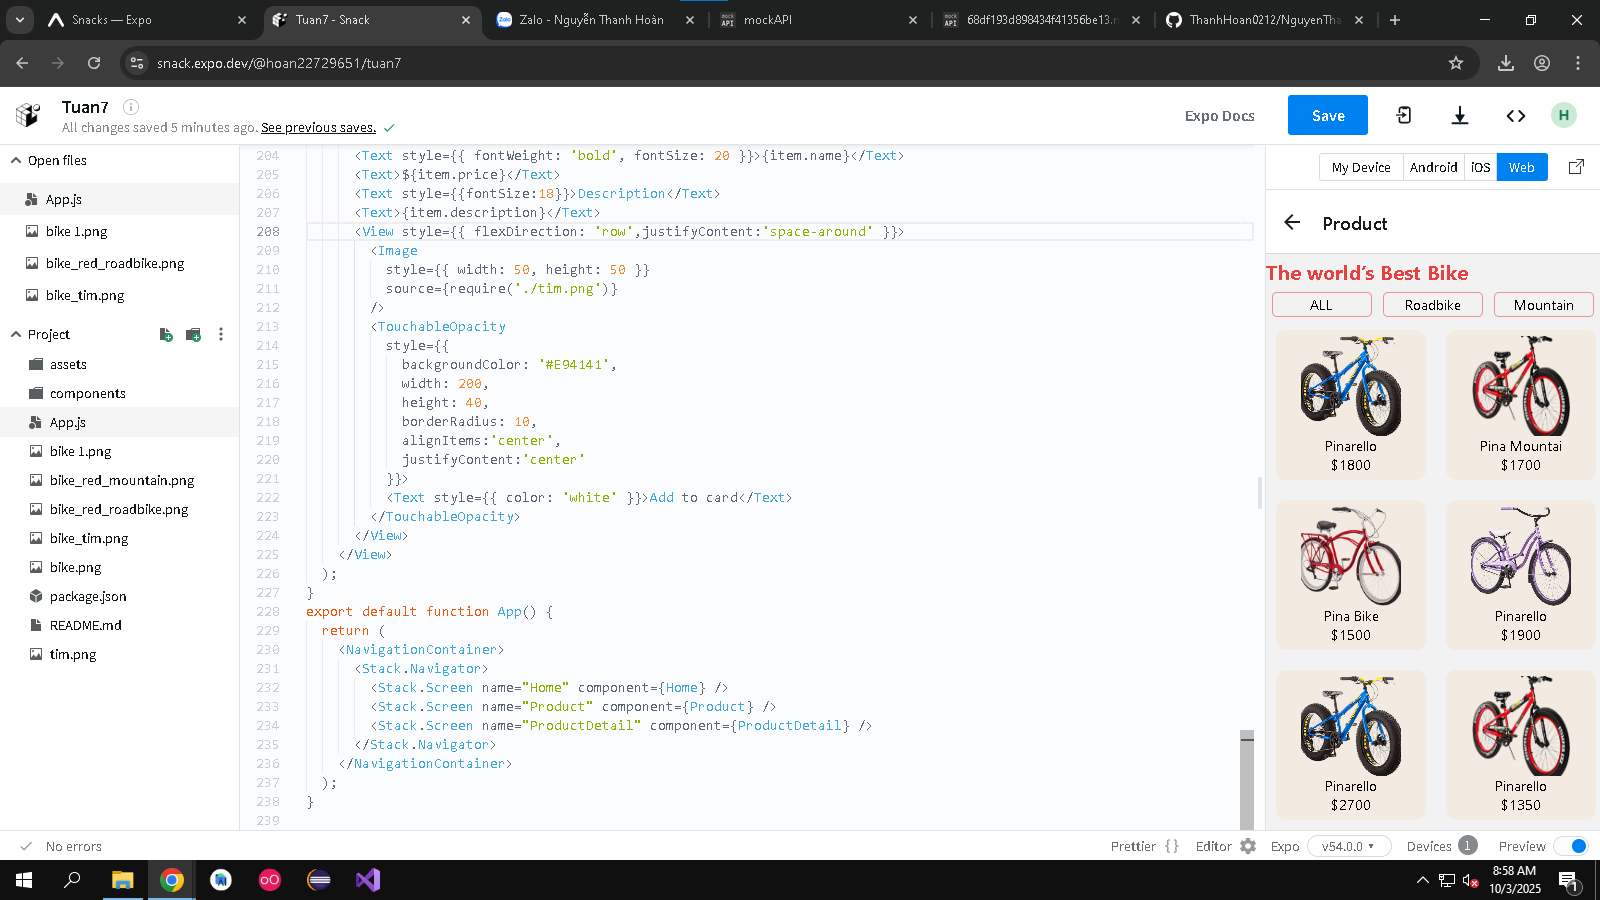 Snacks — Expo
Tuan7 - Snack
Zalo - Nguyễn Thanh Hoàn
mockAPI
68df193d898434f41356be13.
ThanhHoan0212/NguyenTha
snack.expo.dev/@hoan22729651/tuan7
Tuan7
All changes saved 5 minutes ago. See previous saves.
Expo Docs
Save
H
Open files
App.js
bike 1.png
bike_red_roadbike.png
bike_tim.png
Project
assets
components
App.js
bike 1.png
bike_red_mountain.png
bike_red_roadbike.png
bike_tim.png
bike.png
package.json
README.md
tim.png
204 <Text style={{ fontWeight: 'bold', fontSize: 20 }}>{item.name}</Text>
205 <Text>${item.price}</Text>
206 <Text style={{fontSize:18}}>Description</Text>
207 <Text>{item.description}</Text>
208 <View style={{ flexDirection: 'row',justifyContent:'space-around' }}>
209 <Image
210 style={{ width: 50, height: 50 }}
211 source={require('./tim.png')}
212 />
213 <TouchableOpacity
214 style={{
215 backgroundColor: '#E94141',
216 width: 200,
217 height: 40,
218 borderRadius: 10,
219 alignItems:'center',
220 justifyContent:'center'
221 }}>
222 <Text style={{ color: 'white' }}>Add to card</Text>
223 </TouchableOpacity>
224 </View>
225 </View>
226 );
227 }
228 export default function App() {
229 return (
230 <NavigationContainer>
231 <Stack.Navigator>
232 <Stack.Screen name="Home" component={Home} />
233 <Stack.Screen name="Product" component={Product} />
234 <Stack.Screen name="ProductDetail" component={ProductDetail} />
235 </Stack.Navigator>
236 </NavigationContainer>
237 );
238 }
239
My Device Android iOS Web
Product
The world's Best Bike
ALL Roadbike Mountain
Pinarello Pina Mountai
$1800 $1700
Pina Bike Pinarello
$1500 $1900
Pinarello Pinarello
$2700 $1350
No errors
Prettier {} Editor Expo v54.0.0 Devices 1 Preview
8:58 AM
10/3/2025
1